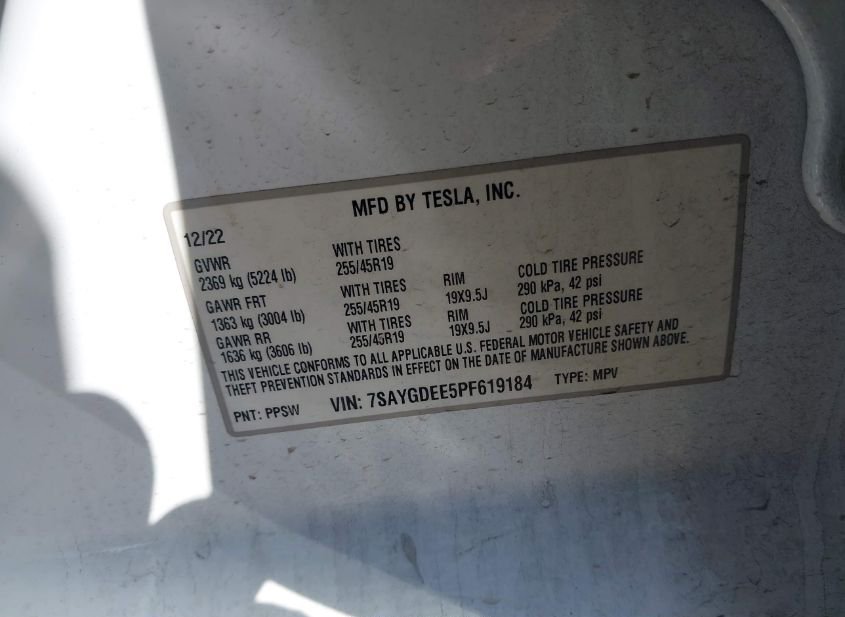 MFD BY TESLA, INC.
12/22
GVWR WITH TIRES
2369 kg (5224 lb) 255/45R19
GAWR FRT WITH TIRES RIM COLD TIRE PRESSURE
1363 kg (3004 lb) 255/45R19 19X9.5J 290 kPa, 42 psi
GAWR RR WITH TIRES RIM COLD TIRE PRESSURE
1636 kg (3606 lb) 255/45R19 19X9.5J 290 kPa, 42 psi
THIS VEHICLE CONFORMS TO ALL APPLICABLE U.S. FEDERAL MOTOR VEHICLE SAFETY AND
THEFT PREVENTION STANDARDS IN EFFECT ON THE DATE OF MANUFACTURE SHOWN ABOVE.
PNT: PPSW VIN: 7SAYGDEE5PF619184 TYPE: MPV